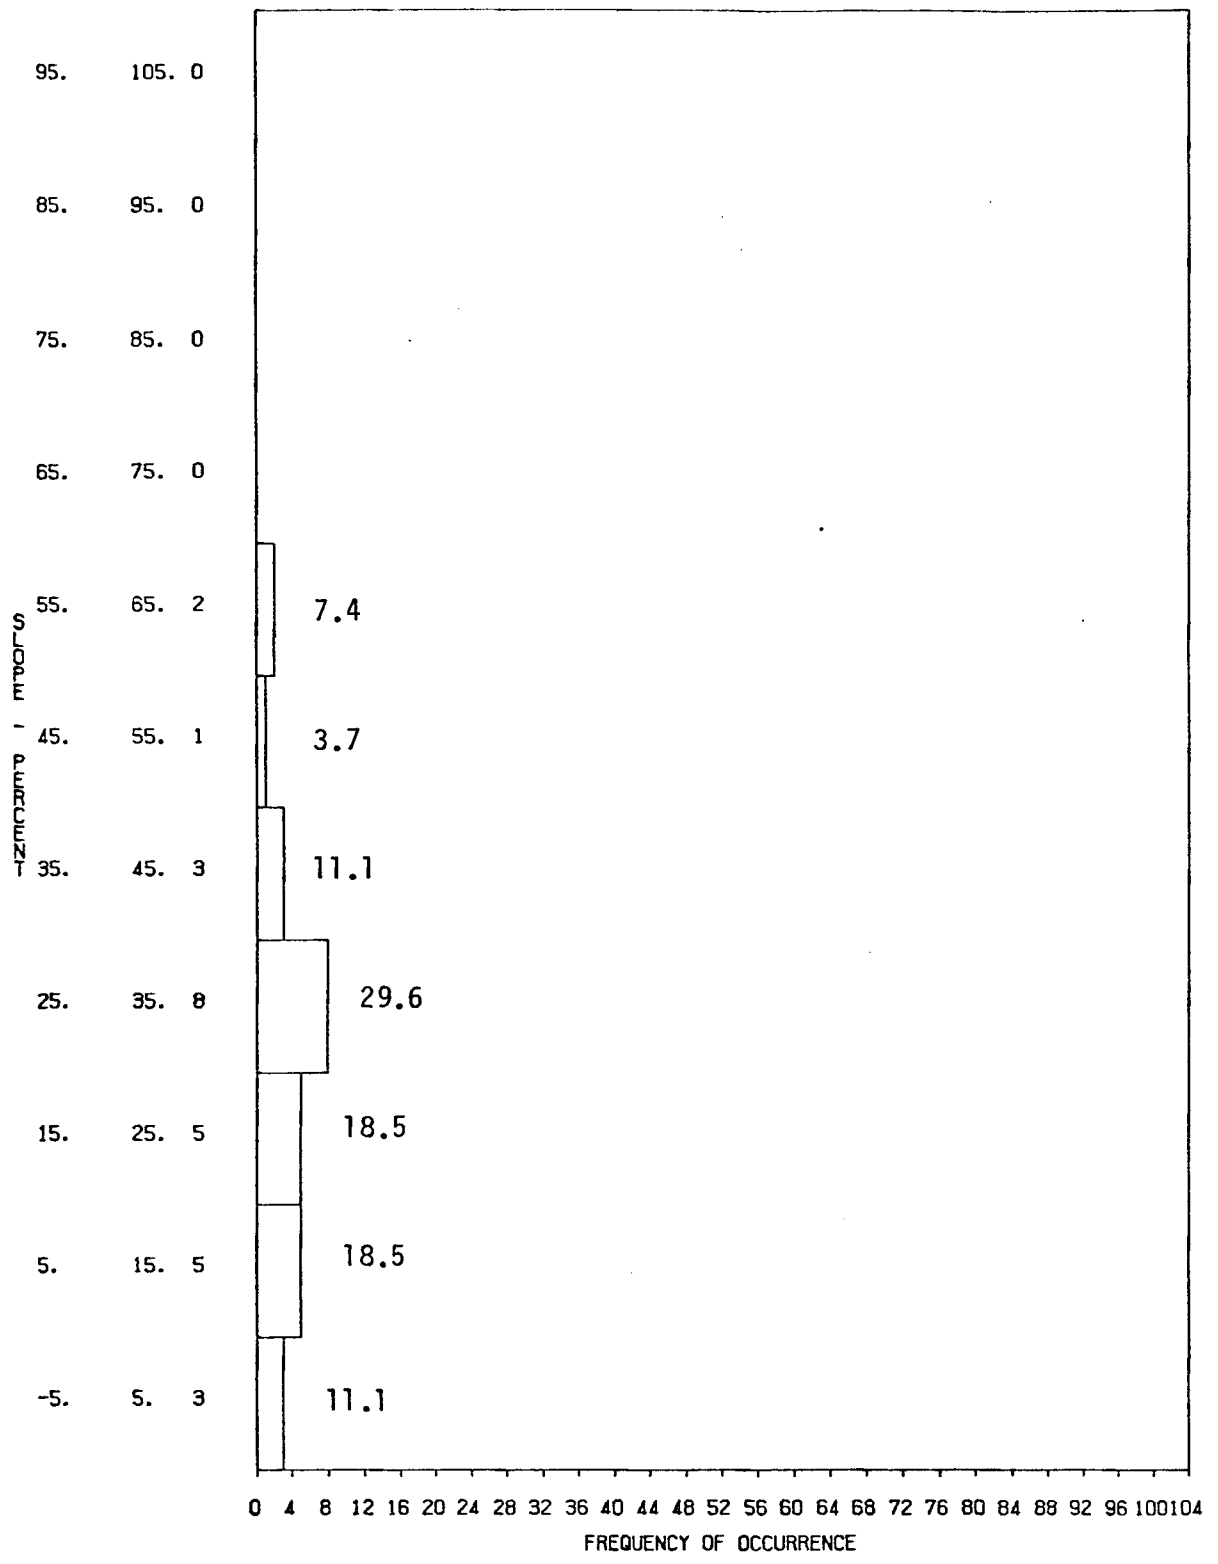 95. 105. 0
85. 95. 0
75. 85. 0
65. 75. 0
55. 65. 2 7.4
45. 55. 1 3.7
35. 45. 3 11.1
25. 35. 8 29.6
15. 25. 5 18.5
5. 15. 5 18.5
-5. 5. 3 11.1
SLOPE - PERCENT
0 4 8 12 16 20 24 28 32 36 40 44 48 52 56 60 64 68 72 76 80 84 88 92 96 100 104
FREQUENCY OF OCCURRENCE